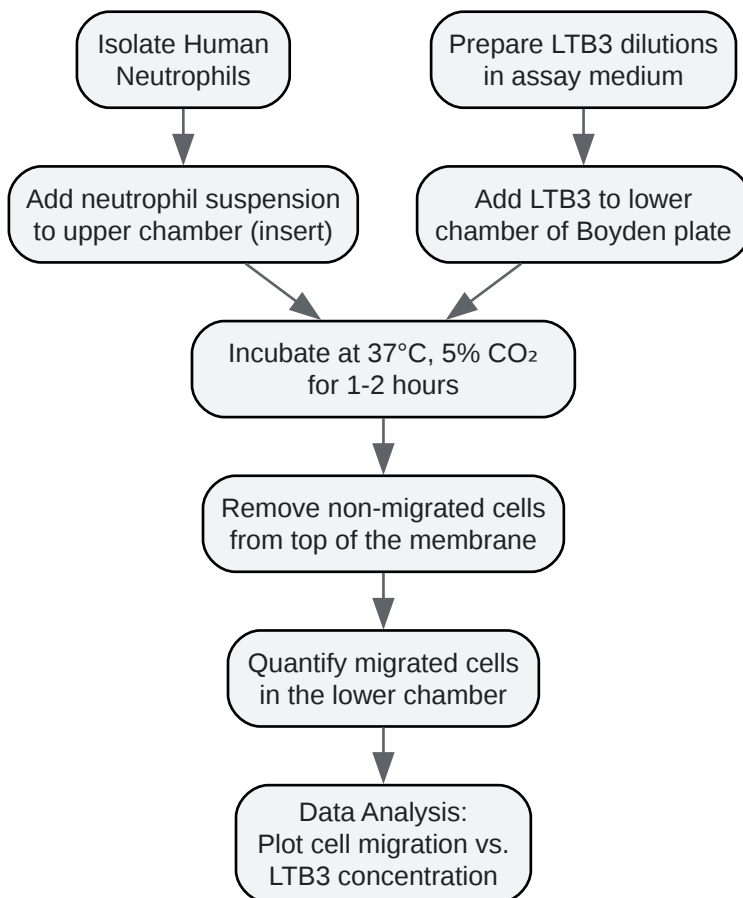 Isolate Human
Neutrophils
Prepare LTB3 dilutions
in assay medium
Add neutrophil suspension
to upper chamber (insert)
Add LTB3 to lower
chamber of Boyden plate
Incubate at 37°C, 5% CO₂
for 1-2 hours
Remove non-migrated cells
from top of the membrane
Quantify migrated cells
in the lower chamber
Data Analysis:
Plot cell migration vs.
LTB3 concentration